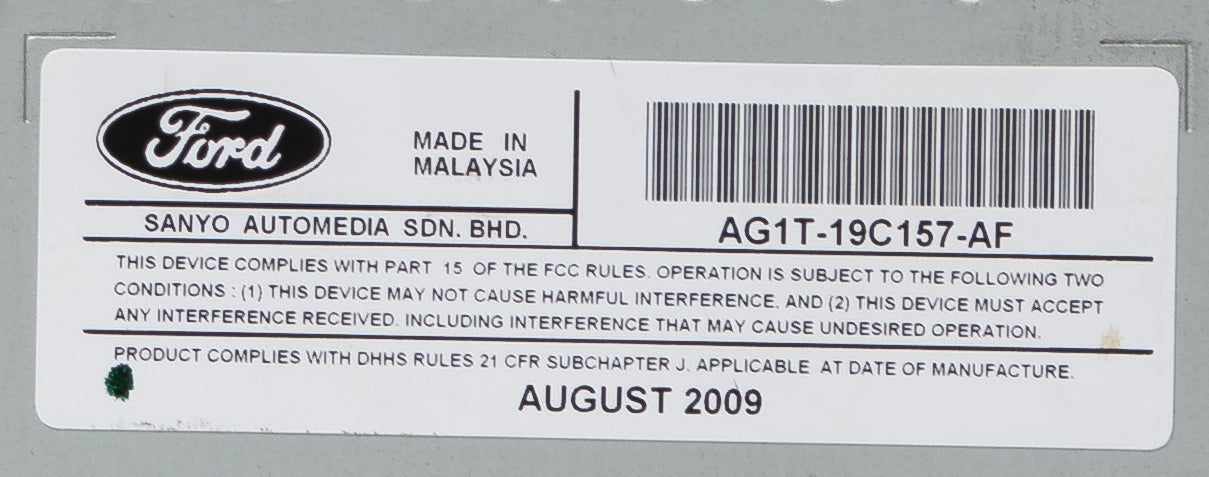 Ford
MADE IN
MALAYSIA
SANYO AUTOMEDIA SDN. BHD.
AG1T-19C157-AF
THIS DEVICE COMPLIES WITH PART 15 OF THE FCC RULES. OPERATION IS SUBJECT TO THE FOLLOWING TWO
CONDITIONS : (1) THIS DEVICE MAY NOT CAUSE HARMFUL INTERFERENCE, AND (2) THIS DEVICE MUST ACCEPT
ANY INTERFERENCE RECEIVED. INCLUDING INTERFERENCE THAT MAY CAUSE UNDESIRED OPERATION.
PRODUCT COMPLIES WITH DHHS RULES 21 CFR SUBCHAPTER J. APPLICABLE AT DATE OF MANUFACTURE.
AUGUST 2009